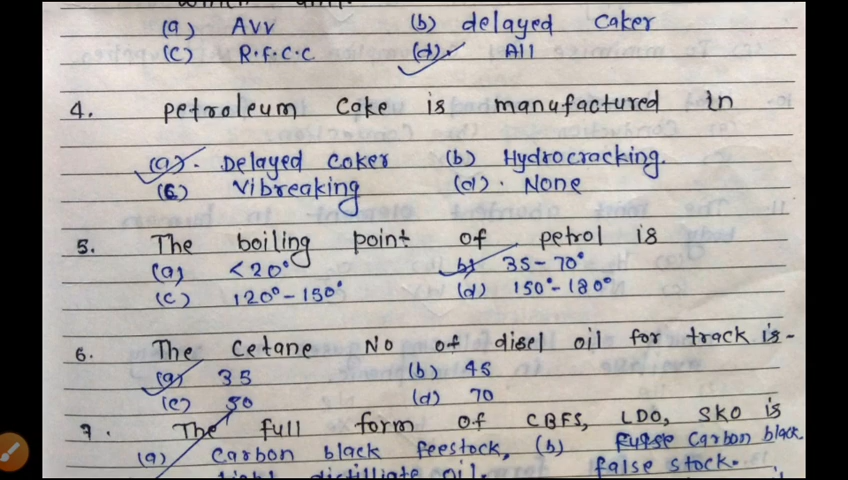 (a) AVV (b) delayed Caker
(C) R.f.C.C (d). All
4. petroleum Coke is manufactured in
(a). Delayed Coker (b) Hydrocracking.
(C) Vibreaking (d). None
5. The boiling point of petrol is
(a) <20° (b) 35-70°
(c) 120°-150° (d) 150°-180°
6. The Cetane No of disel oil for track is-
(a) 35 (b) 45
(c) 50 (d) 70
7. The full form of CBFS, LDO, SKO is
(a) Carbon black feestock, (b) Carbon black
distilliate oil. false stock.